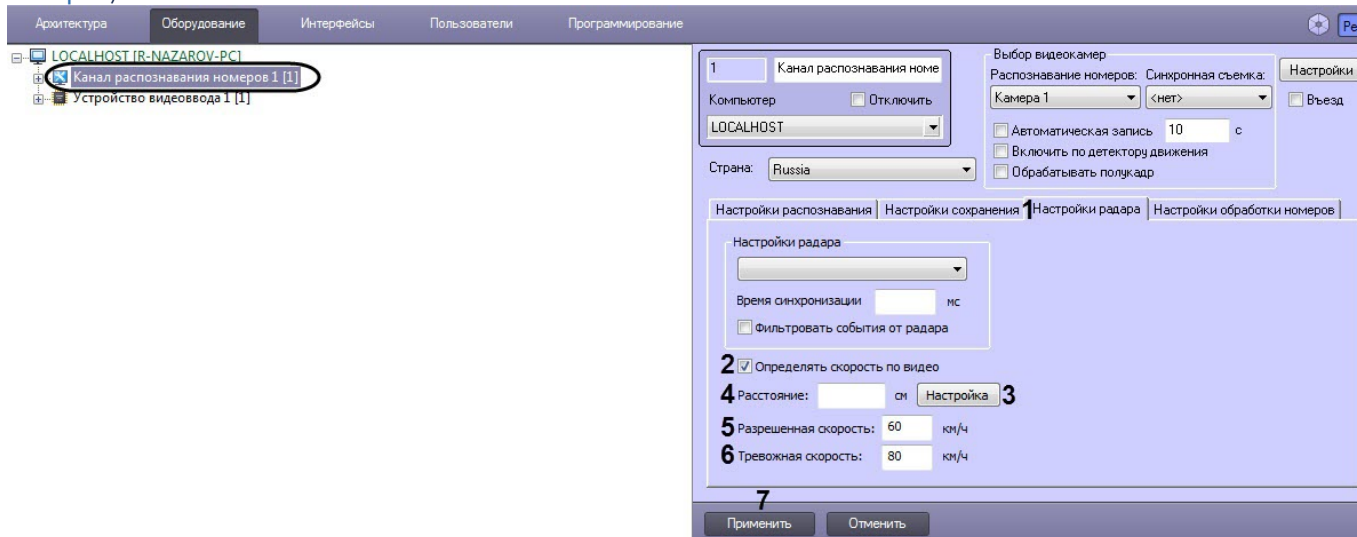 Архитектура Оборудование Интерфейсы Пользователи Программирование
LOCALHOST [R-NAZAROV-PC]
Канал распознавания номеров 1 [1]
Устройство видеоввода 1 [1]
1 Канал распознавания номе
Компьютер Отключить
LOCALHOST
Страна: Russia
Выбор видеокамер
Распознавание номеров: Синхронная съемка:
Камера 1 <нет>
Автоматическая запись 10 с
Включить по детектору движения
Обрабатывать полукадр
Настройки
Въезд
Настройки распознавания Настройки сохранения 1 Настройки радара Настройки обработки номеров
Настройки радара
Время синхронизации мс
Фильтровать события от радара
2 Определять скорость по видео
4 Расстояние: см Настройка 3
5 Разрешенная скорость: 60 км/ч
6 Тревожная скорость: 80 км/ч
7
Применить Отменить